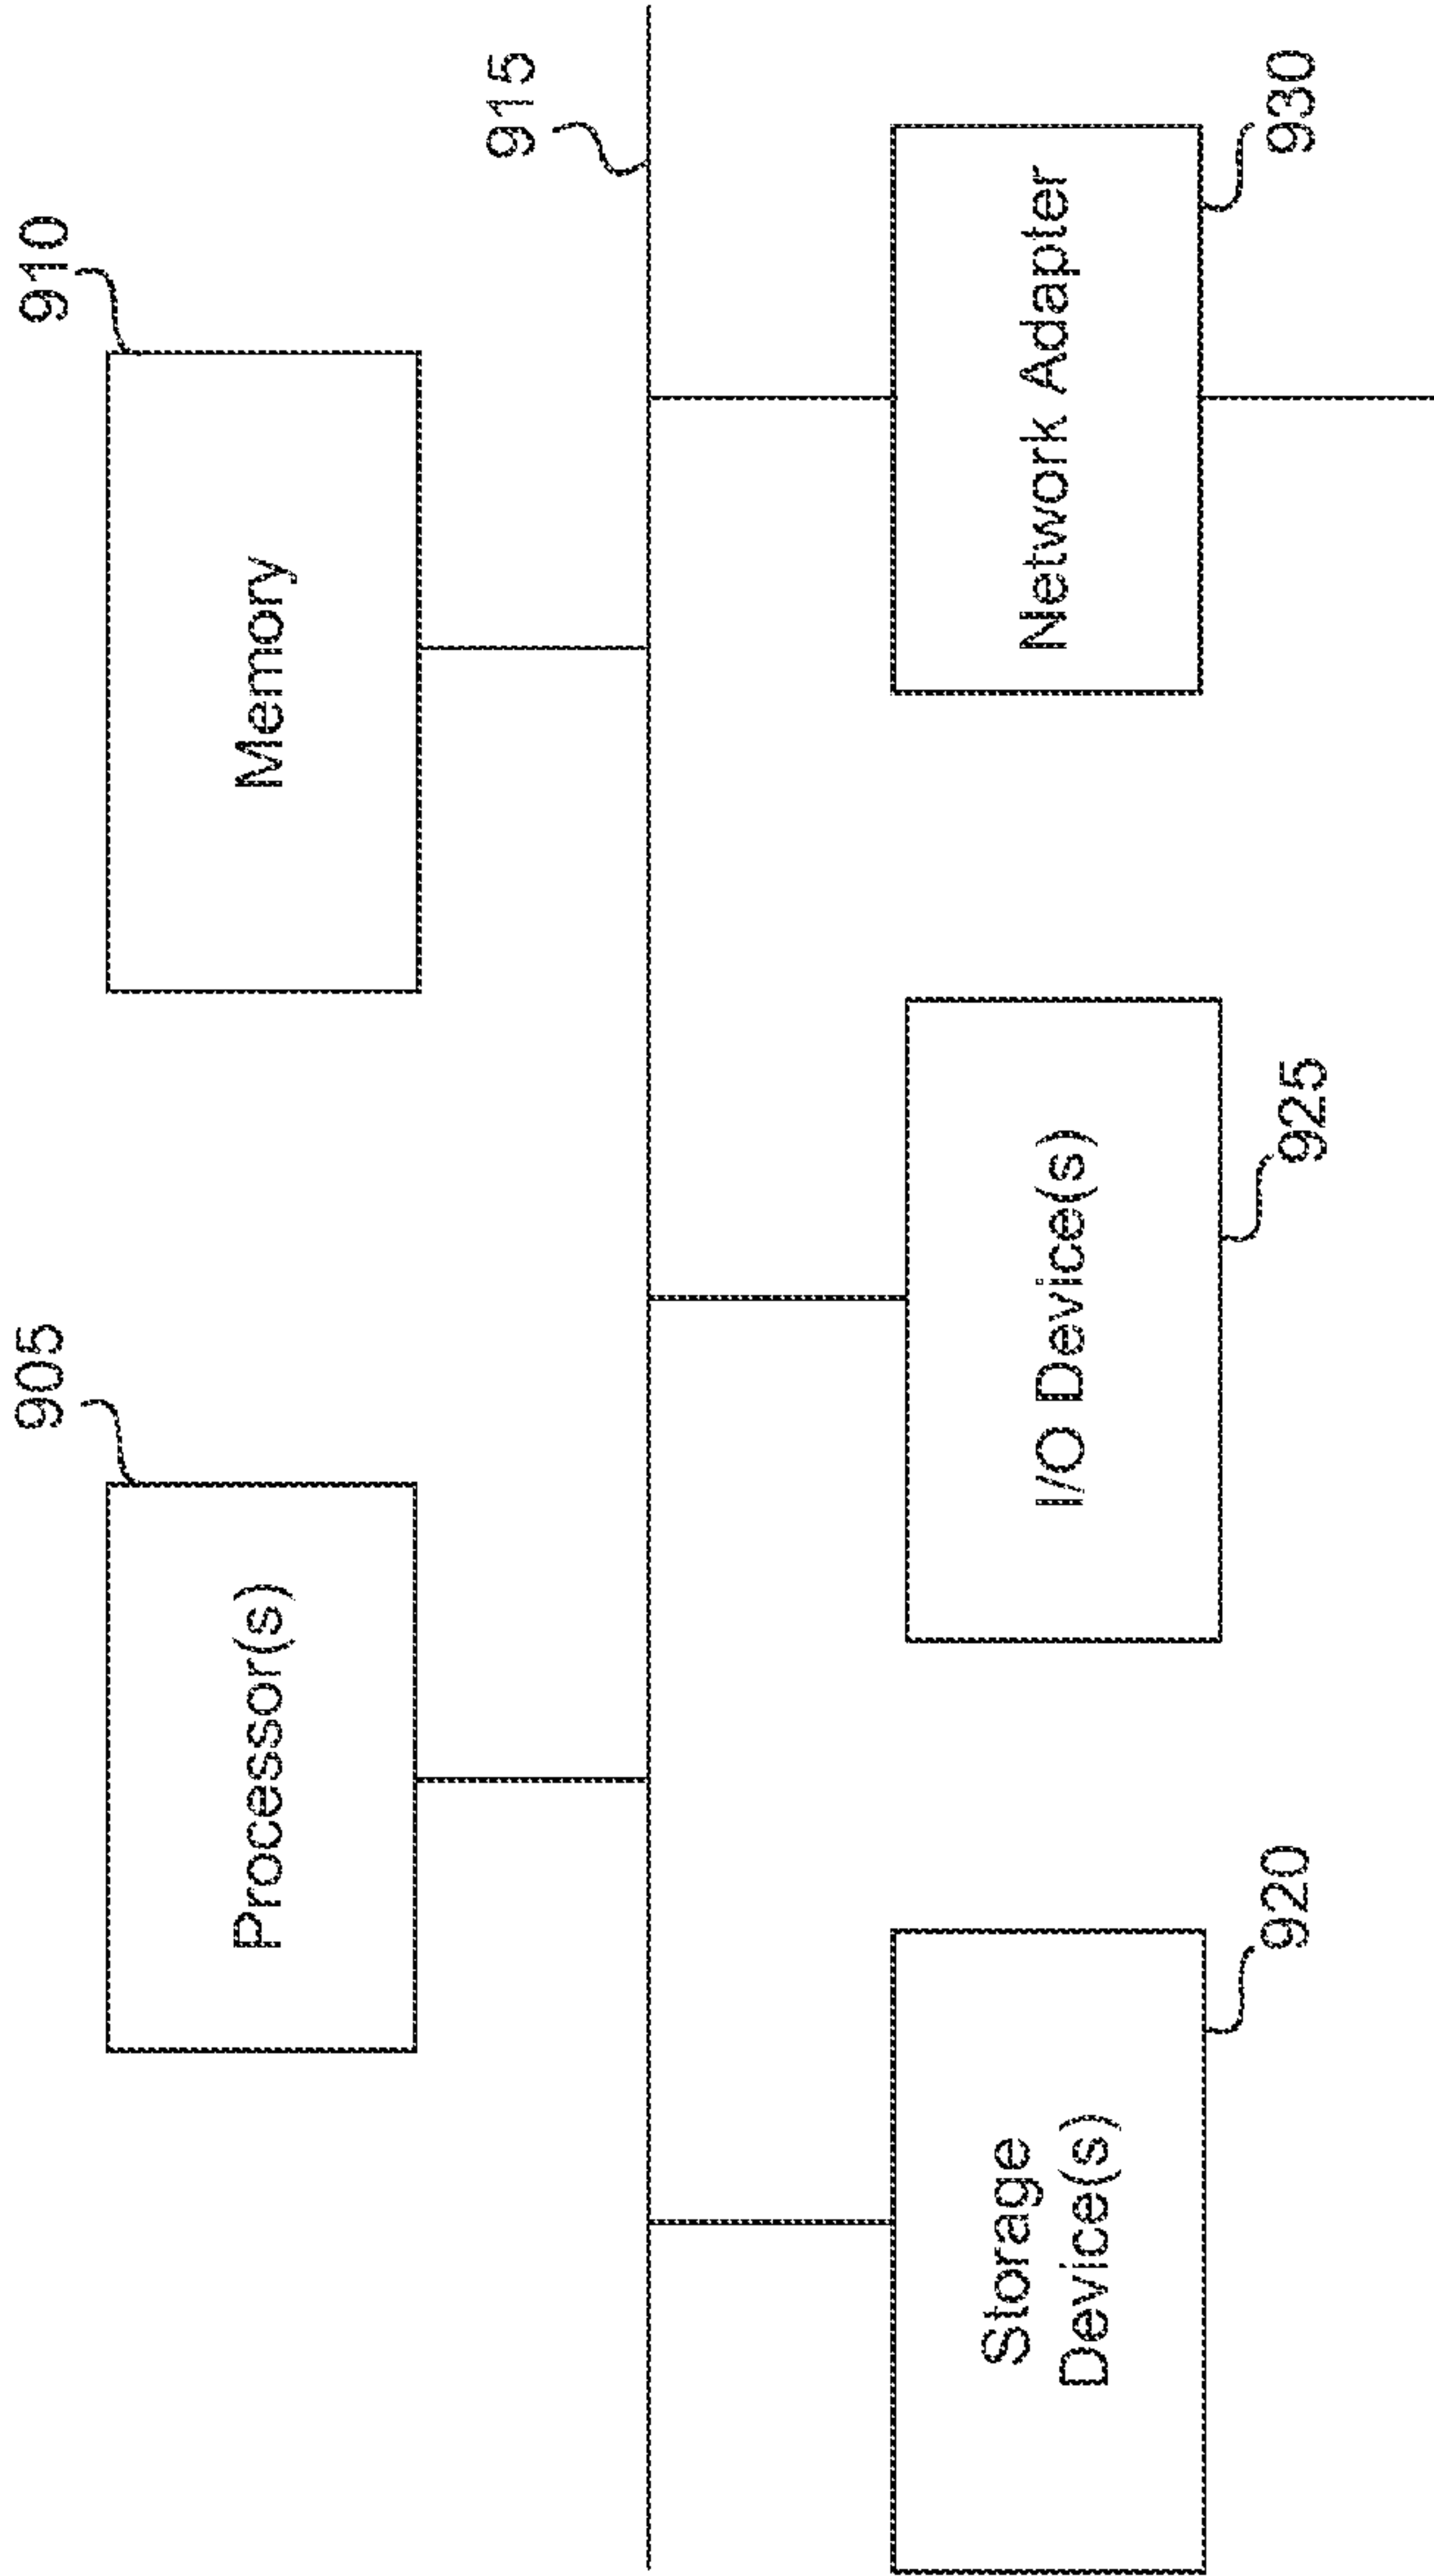 905
910
Processor(s)
Memory
915
Storage
Device(s)
I/O Device(s)
Network Adapter
920
925
930